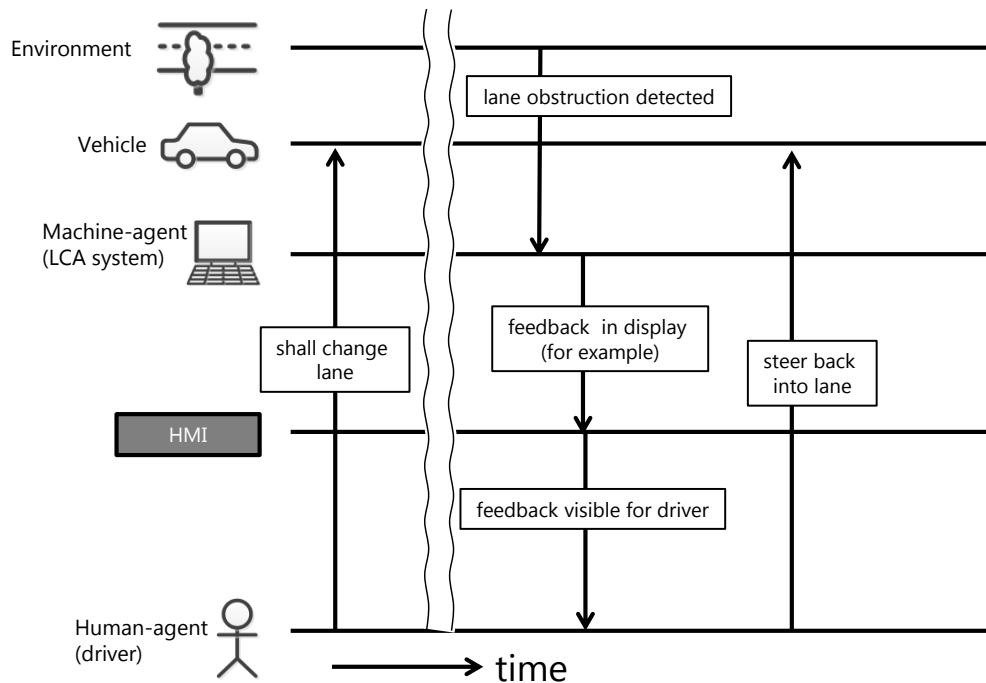 Environment
lane obstruction detected
Vehicle
Machine-agent
(LCA system)
feedback  in display
(for example)
shall change
lane
steer back
into lane
HMI
feedback visible for driver
Human-agent
(driver)
time